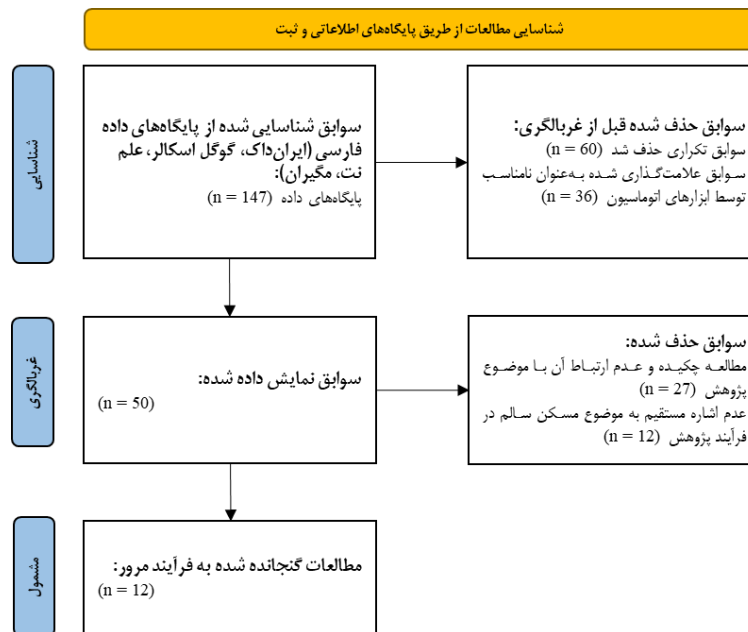 شناسایی مطالعات از طریق پایگاه‌های اطلاعاتی و ثبت
شناسایی
سوابق شناسایی شده از پایگاه‌های داده
فارسی (ایران‌داک، گوگل اسکالر، علم
نت، مگیران):
پایگاه‌های داده (n = 147)
سوابق حذف شده قبل از غربالگری:
سوابق تکراری حذف شد (n = 60)
سوابق علامت‌گذاری شده به‌عنوان نامناسب
توسط ابزارهای اتوماسیون (n = 36)
غربالگری
سوابق نمایش داده شده:
(n = 50)
سوابق حذف شده:
مطالعه چکیده و عدم ارتباط آن با موضوع
پژوهش (n = 27)
عدم اشاره مستقیم به موضوع مسکن سالم در
فرآیند پژوهش (n = 12)
مشمول
مطالعات گنجانده شده به فرآیند مرور:
(n = 12)